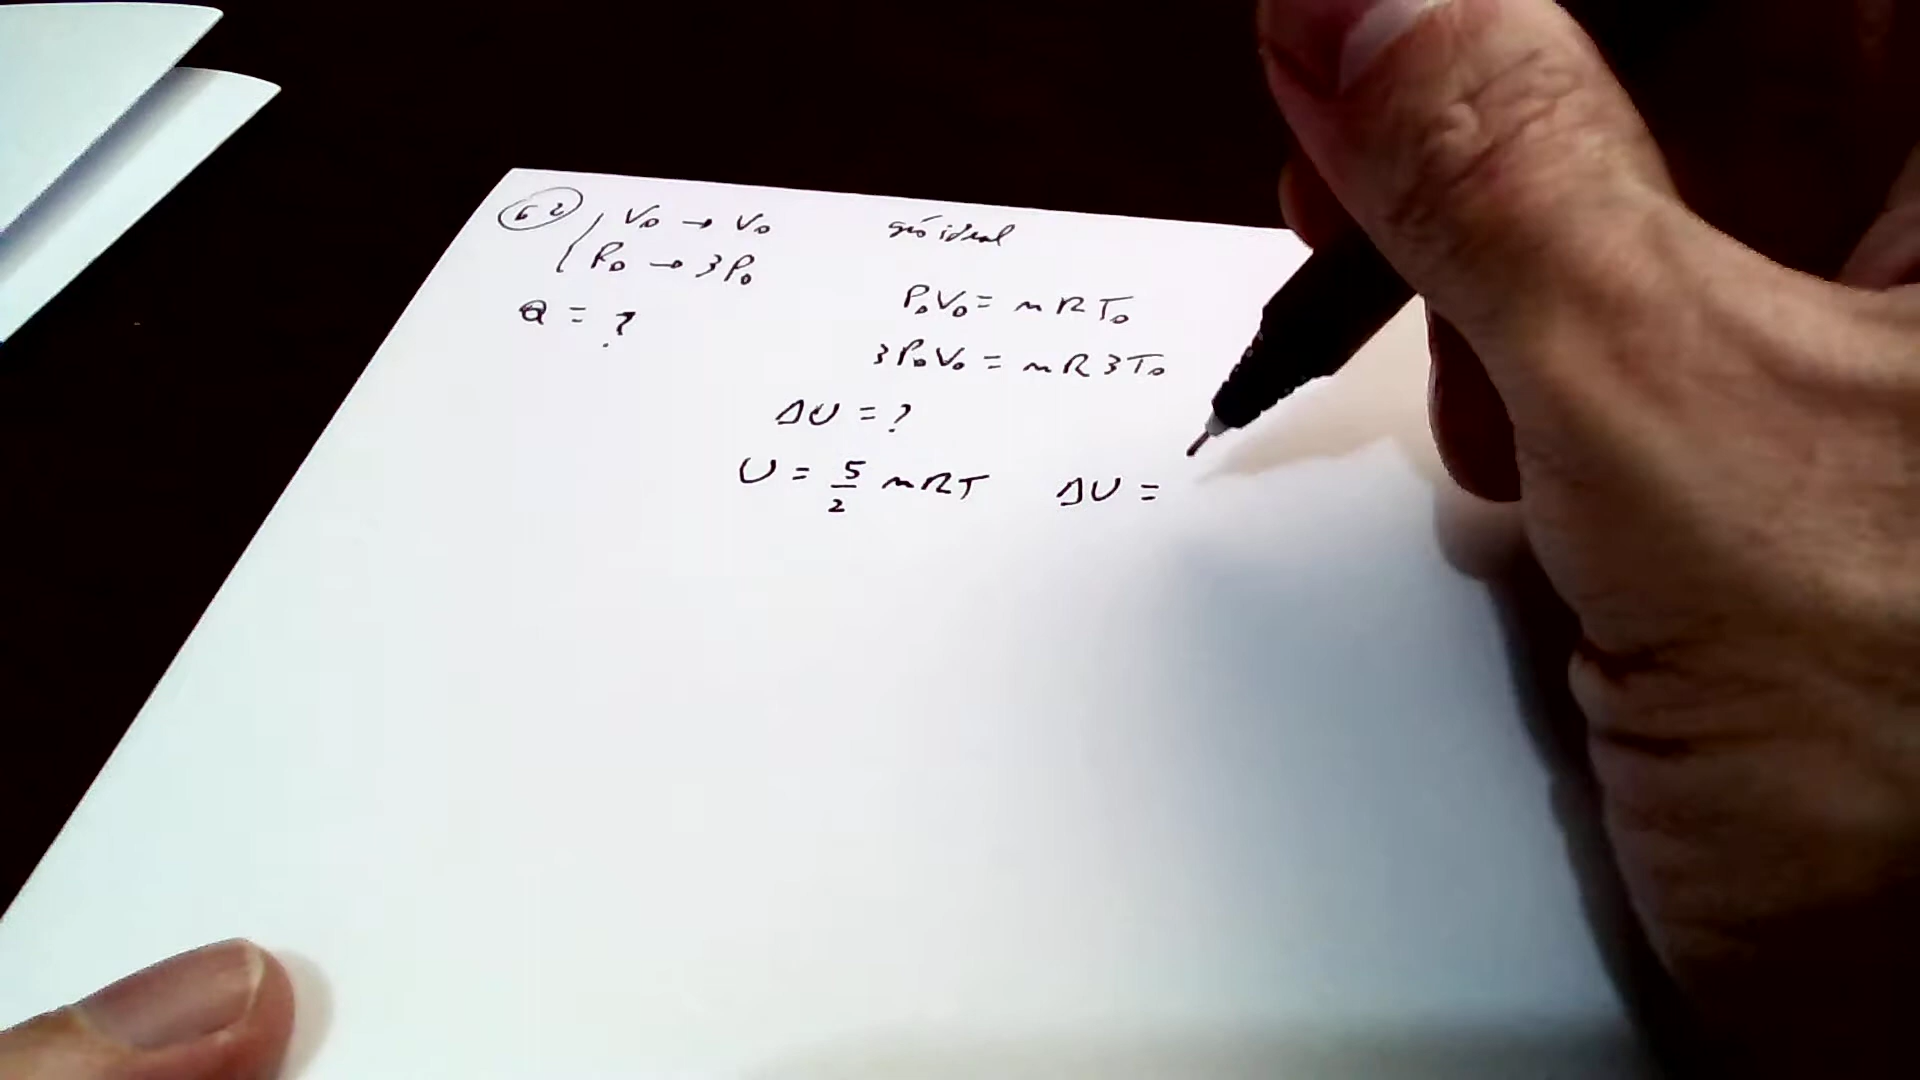 62 V₀ → V₀
P₀ → 3P₀
Q = ?
gás ideal
P₀V₀ = nRT₀
3P₀V₀ = nR3T₀
ΔU = ?
U = 5/2 nRT ΔU =